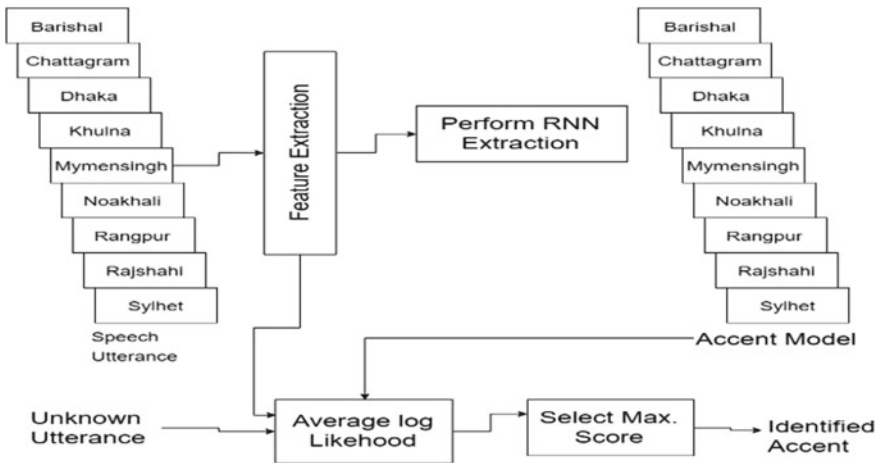 Barishal
Chattagram
Dhaka
Khulna
Mymensingh
Noakhali
Rangpur
Rajshahi
Sylhet
Speech
Utterance
Feature Extraction
Perform RNN
Extraction
Barishal
Chattagram
Dhaka
Khulna
Mymensingh
Noakhali
Rangpur
Rajshahi
Sylhet
Accent Model
Unknown
Utterance
Average log
Likehood
Select Max.
Score
Identified
Accent